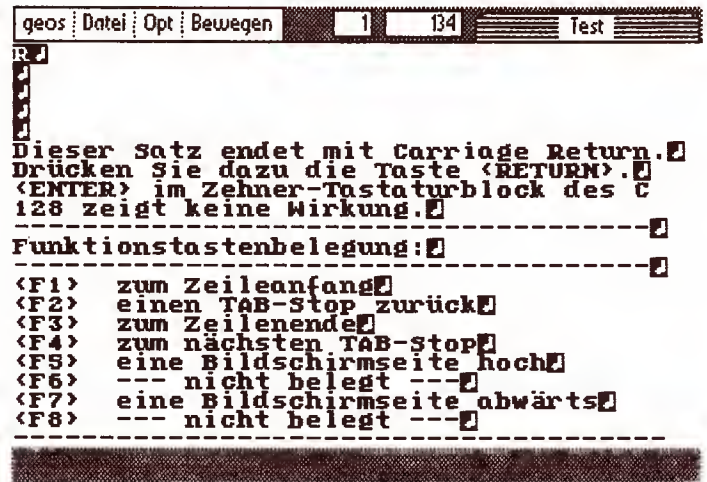 geos Datei Opt Bewegen 1 134 Test
R
Dieser Satz endet mit Carriage Return.
Drücken Sie dazu die Taste <RETURN>.
<ENTER> im Zehner-Tastaturblock des C
128 zeigt keine Wirkung.
--------------------------------------
Funktionstastenbelegung:
--------------------------------------
<F1> zum Zeileanfang
<F2> einen TAB-Stop zurück
<F3> zum Zeilenende
<F4> zum nächsten TAB-Stop
<F5> eine Bildschirmseite hoch
<F6> --- nicht belegt ---
<F7> eine Bildschirmseite abwärts
<F8> --- nicht belegt ---
--------------------------------------